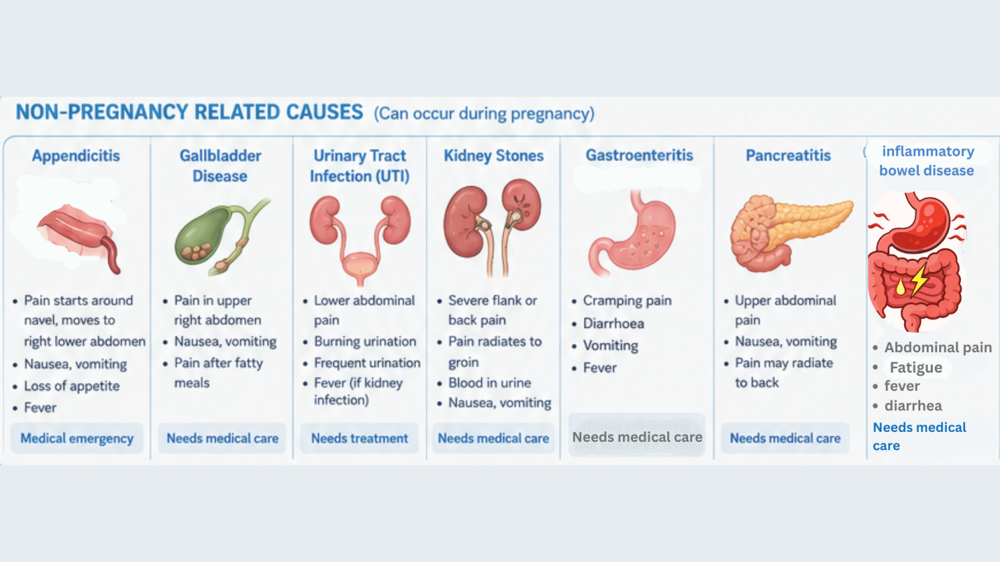 NON-PREGNANCY RELATED CAUSES (Can occur during pregnancy)
Appendicitis
• Pain starts around
navel, moves to
right lower abdomen
• Nausea, vomiting
• Loss of appetite
• Fever
Medical emergency
Gallbladder
Disease
• Pain in upper
right abdomen
• Nausea, vomiting
• Pain after fatty
meals
Needs medical care
Urinary Tract
Infection (UTI)
• Lower abdominal
pain
• Burning urination
• Frequent urination
• Fever (if kidney
infection)
Needs treatment
Kidney Stones
• Severe flank or
back pain
• Pain radiates to
groin
• Blood in urine
• Nausea, vomiting
Needs medical care
Gastroenteritis
• Cramping pain
• Diarrhoea
• Vomiting
• Fever
Usually self-limiting
Needs medical care
Pancreatitis
• Upper abdominal
pain
• Nausea, vomiting
• Pain may radiate
to back
Needs medical care
inflammatory
bowel disease
• Abdominal pain
• Fatigue
• fever
• diarrhea
Needs medical
care